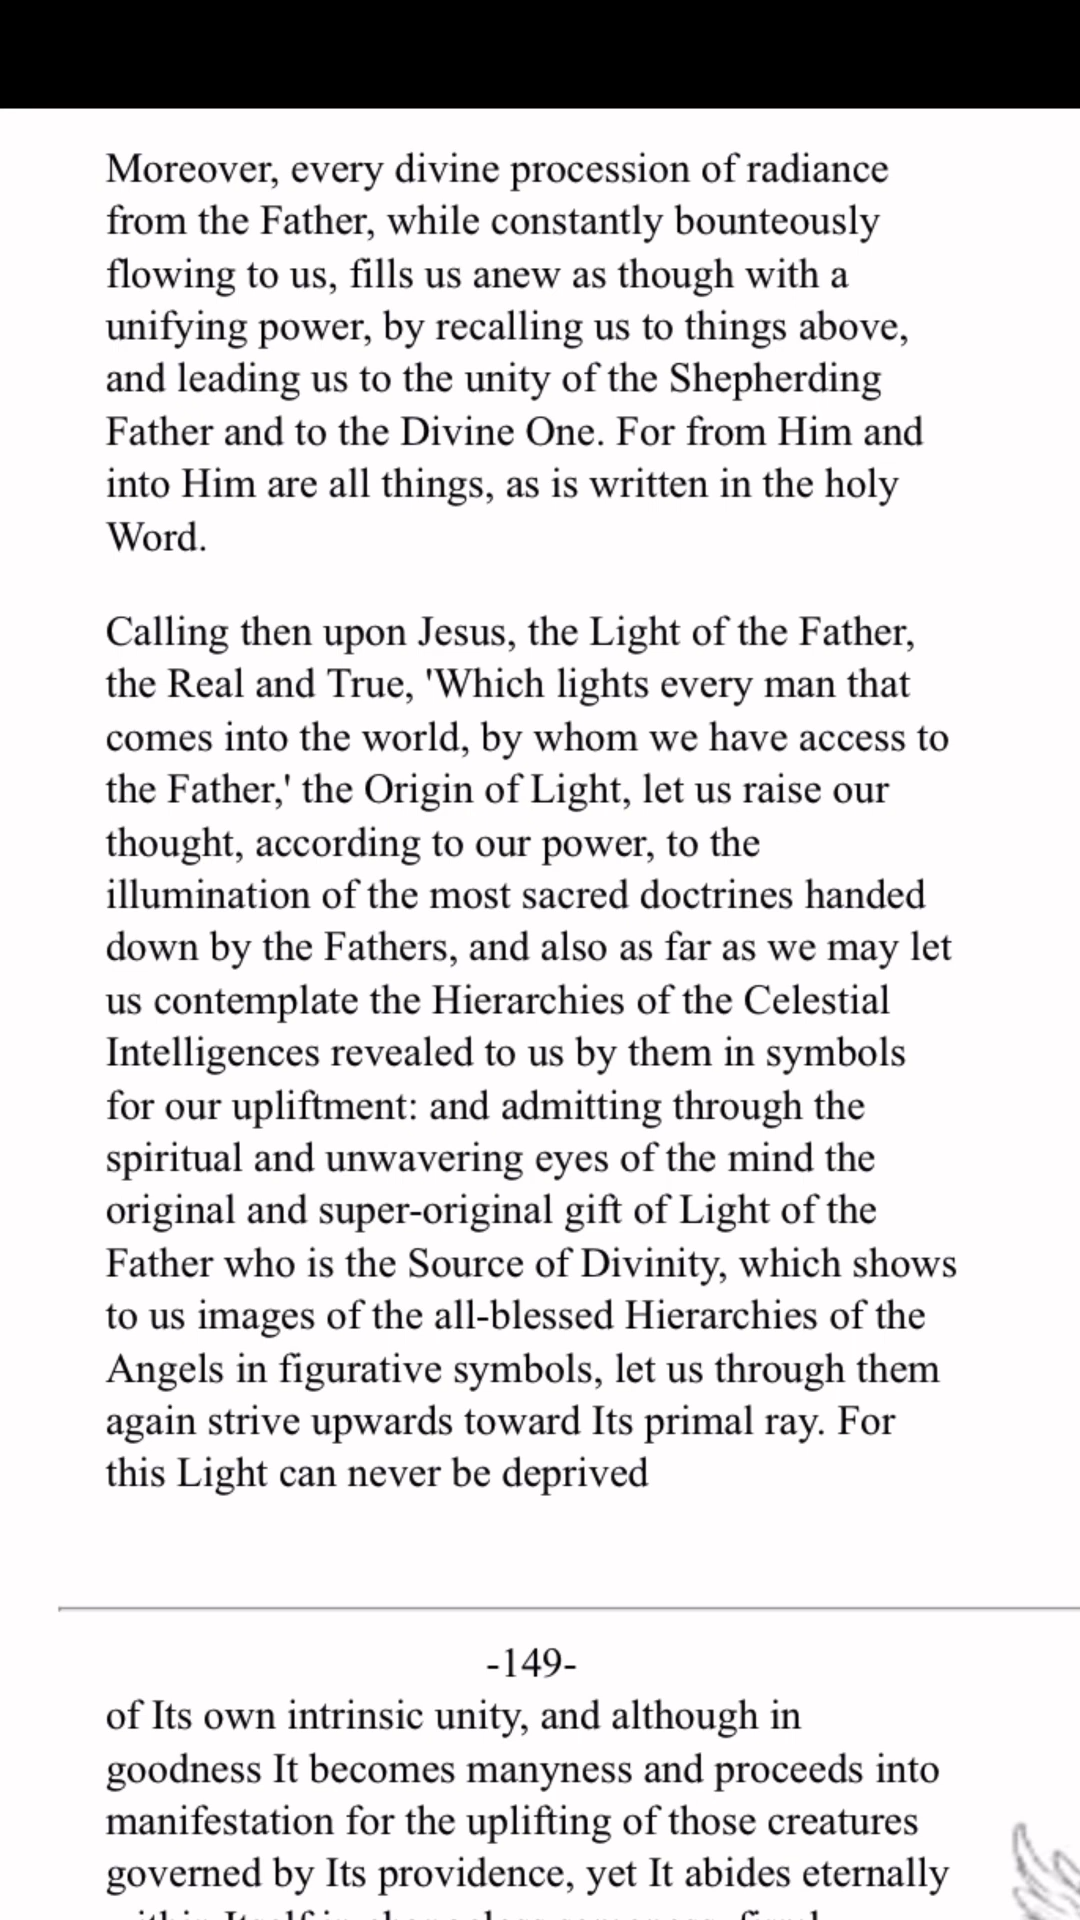 Moreover, every divine procession of radiance
from the Father, while constantly bounteously
flowing to us, fills us anew as though with a
unifying power, by recalling us to things above,
and leading us to the unity of the Shepherding
Father and to the Divine One. For from Him and
into Him are all things, as is written in the holy
Word.
Calling then upon Jesus, the Light of the Father,
the Real and True, 'Which lights every man that
comes into the world, by whom we have access to
the Father,' the Origin of Light, let us raise our
thought, according to our power, to the
illumination of the most sacred doctrines handed
down by the Fathers, and also as far as we may let
us contemplate the Hierarchies of the Celestial
Intelligences revealed to us by them in symbols
for our upliftment: and admitting through the
spiritual and unwavering eyes of the mind the
original and super-original gift of Light of the
Father who is the Source of Divinity, which shows
to us images of the all-blessed Hierarchies of the
Angels in figurative symbols, let us through them
again strive upwards toward Its primal ray. For
this Light can never be deprived
-149-
of Its own intrinsic unity, and although in
goodness It becomes manyness and proceeds into
manifestation for the uplifting of those creatures
governed by Its providence, yet It abides eternally